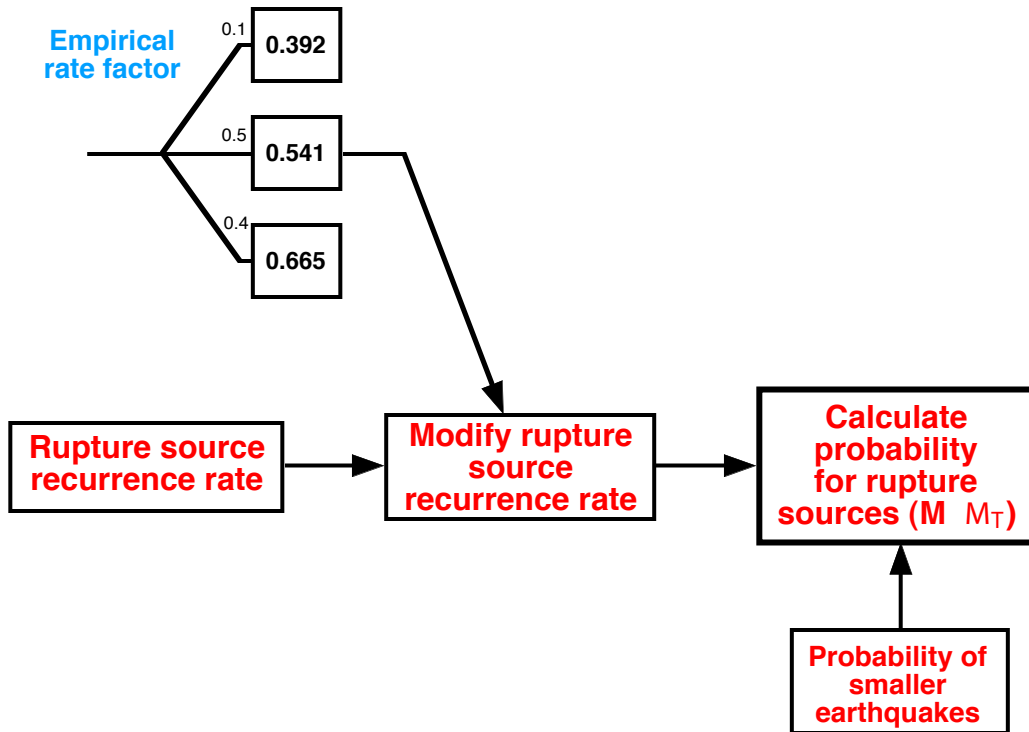 Empirical
rate factor
0.1
0.392
0.5
0.541
0.4
0.665
Rupture source
recurrence rate
Modify rupture
source
recurrence rate
Calculate
probability
for rupture
sources (M MT)
Probability of
smaller
earthquakes